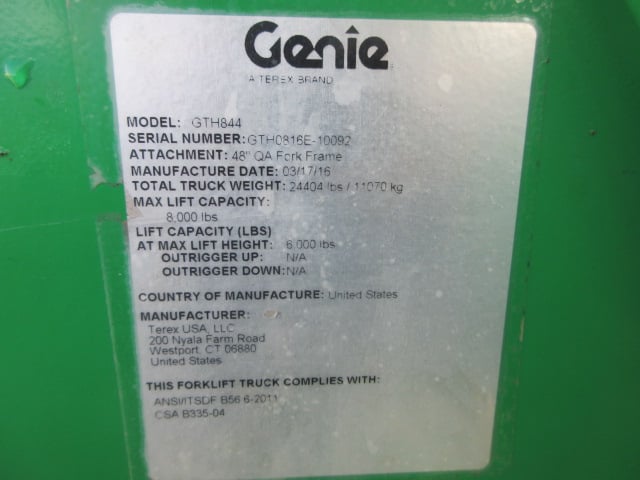 Genie
A TEREX BRAND
MODEL: GTH844
SERIAL NUMBER: GTH0816E-10092
ATTACHMENT: 48" QA Fork Frame
MANUFACTURE DATE: 03/17/16
TOTAL TRUCK WEIGHT: 24404 lbs / 11070 kg
MAX LIFT CAPACITY:
8,000 lbs
LIFT CAPACITY (LBS)
AT MAX LIFT HEIGHT: 6,000 lbs
OUTRIGGER UP: N/A
OUTRIGGER DOWN: N/A
COUNTRY OF MANUFACTURE: United States
MANUFACTURER:
Terex USA, LLC
200 Nyala Farm Road
Westport, CT 06880
United States
THIS FORKLIFT TRUCK COMPLIES WITH:
ANSI/ITSDF B56.6-2011
CSA B335-04